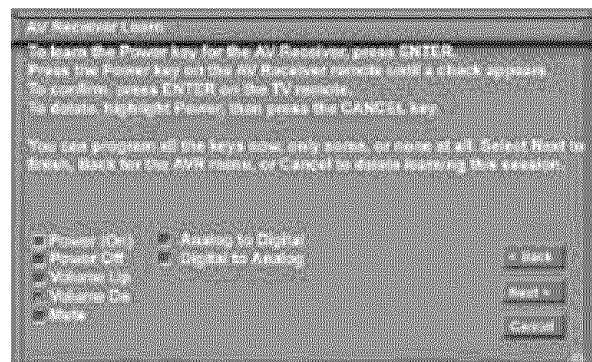 AV Receiver Learn
To learn the Power key for the AV Receiver, press ENTER.
Press the Power key on the AV Receiver remote until a check appears.
To confirm, press ENTER on the TV remote.
To delete, highlight Power, then press the CANCEL key.
You can program all the keys now, only some, or none at all. Select Next to
finish, Back for the AVR menu, or Cancel to delete learning this session.
Power (On)
Power Off
Volume Up
Volume Dn
Mute
Analog to Digital
Digital to Analog
< Back
Next >
Cancel